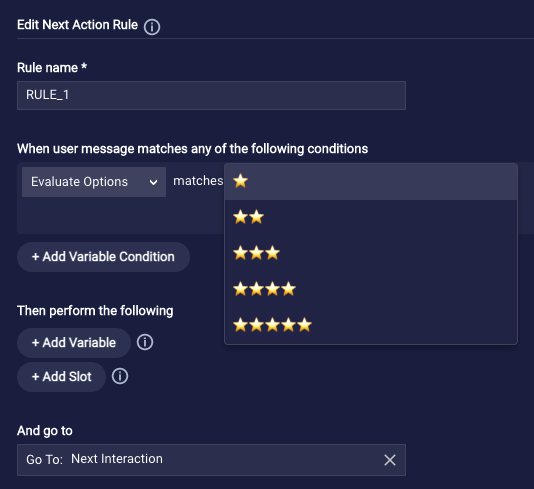 Edit Next Action Rule
Rule name *
RULE_1
When user message matches any of the following conditions
Evaluate Options matches ⭐
⭐⭐
⭐⭐⭐
⭐⭐⭐⭐
⭐⭐⭐⭐⭐
+ Add Variable Condition
Then perform the following
+ Add Variable
+ Add Slot
And go to
Go To: Next Interaction